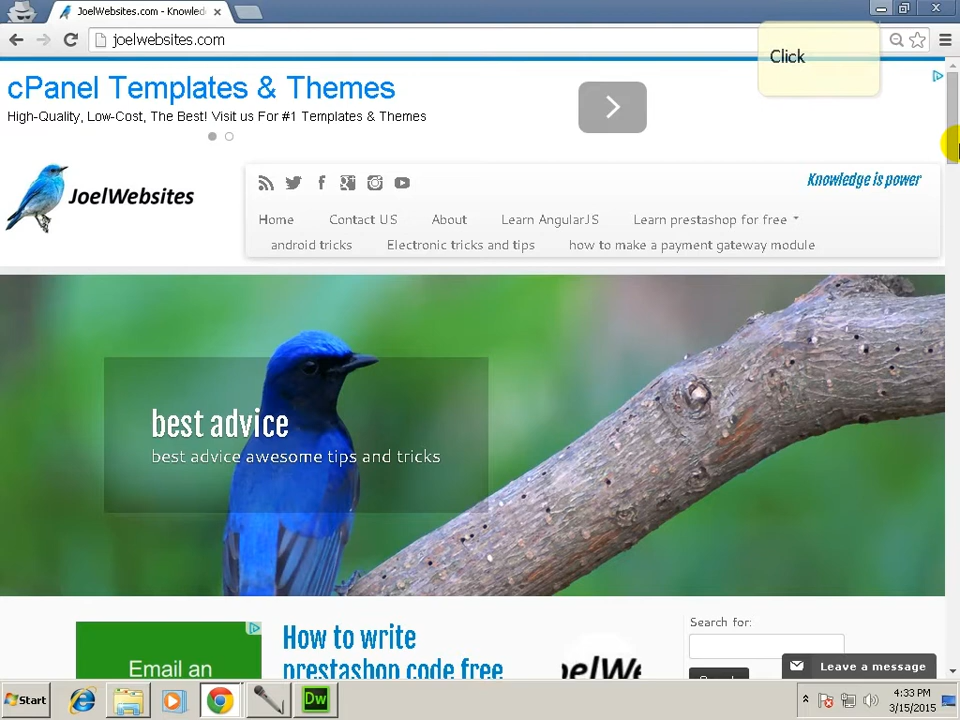 JoelWebsites.com - Knowled
joelwebsites.com
Click
cPanel Templates & Themes
High-Quality, Low-Cost, The Best! Visit us For #1 Templates & Themes
JoelWebsites
Knowledge is power
Home Contact US About Learn AngularJS Learn prestashop for free
android tricks Electronic tricks and tips how to make a payment gateway module
best advice
best advice awesome tips and tricks
Email an
How to write
prestashop code free
Search for:
Leave a message
Start
Dw
4:33 PM
3/15/2015